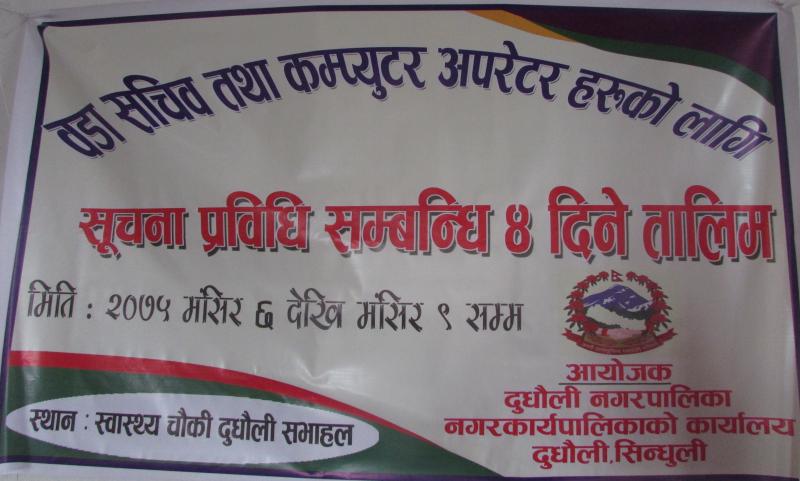 वडा सचिव तथा कम्प्युटर अपरेटर हरुको लागि
सूचना प्रविधि सम्बन्धि ४ दिने तालिम
मिति : २०७५ मंसिर ६ देखि मंसिर ९ सम्म
आयोजक
दुधौली नगरपालिका
नगरकार्यपालिकाको कार्यालय
दुधौली,सिन्धुली
स्थान : स्वास्थ्य चौकी दुधौली सभाहल